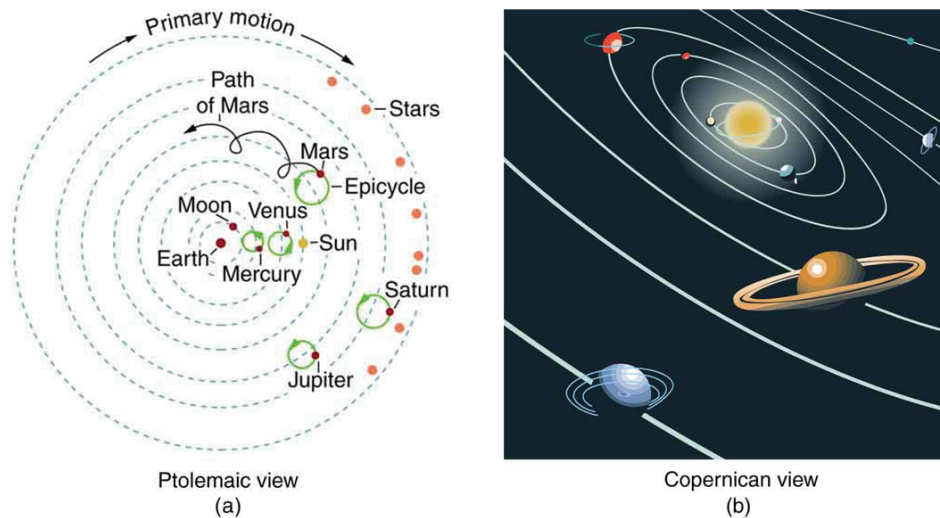 Primary motion
Path
of Mars
Stars
Mars
Epicycle
Moon
Venus
Sun
Earth
Mercury
Saturn
Jupiter
Ptolemaic view
(a)
Copernican view
(b)